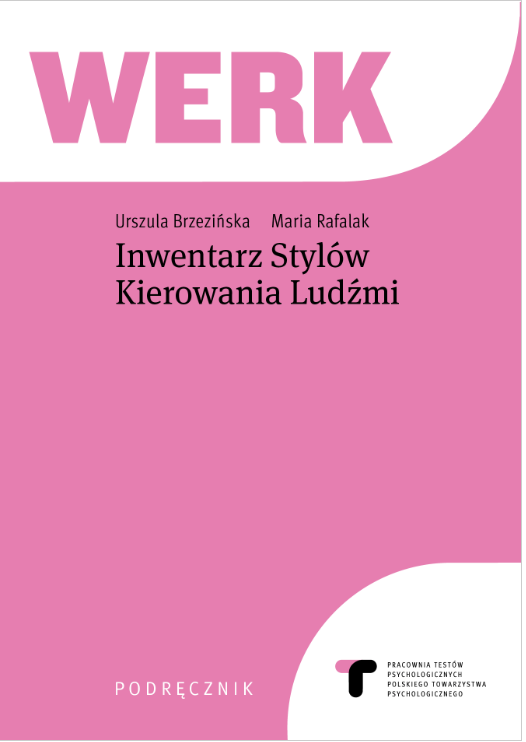 WERK
Urszula Brzezińska Maria Rafalak
Inwentarz Stylów
Kierowania Ludźmi
PODRĘCZNIK
PRACOWNIA TESTÓW
PSYCHOLOGICZNYCH
POLSKIEGO TOWARZYSTWA
PSYCHOLOGICZNEGO